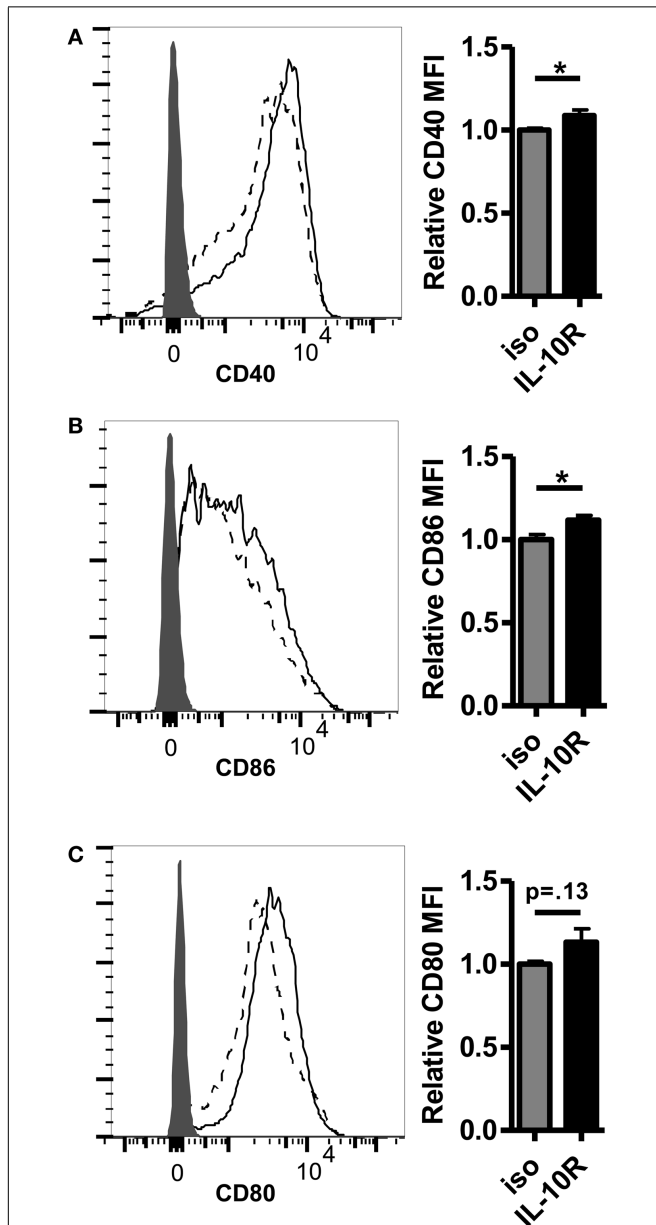 A
0
10 4
CD40
Relative CD40 MFI
1.5
1.0
0.5
0.0
*
iso
IL-10R
B
0
10 4
CD86
Relative CD86 MFI
1.5
1.0
0.5
0.0
*
iso
IL-10R
C
0
10 4
CD80
Relative CD80 MFI
1.5
1.0
0.5
0.0
p=.13
iso
IL-10R